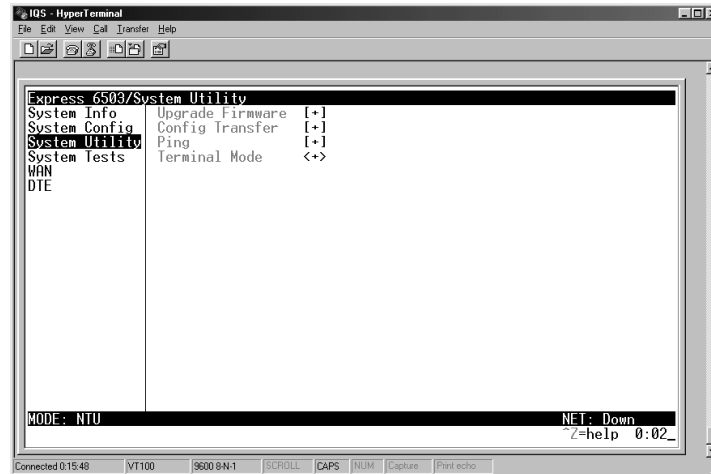 IQS - HyperTerminal
File Edit View Call Transfer Help
Express 6503/System Utility
System Info Upgrade Firmware [+]
System Config Config Transfer [+]
System Utility Ping [+]
System Tests Terminal Mode <+>
WAN
DTE
MODE: NTU NET: Down
^Z=help 0:02_
Connected 0:15:48 VT100 9600 8-N-1 SCROLL CAPS NUM Capture Print echo